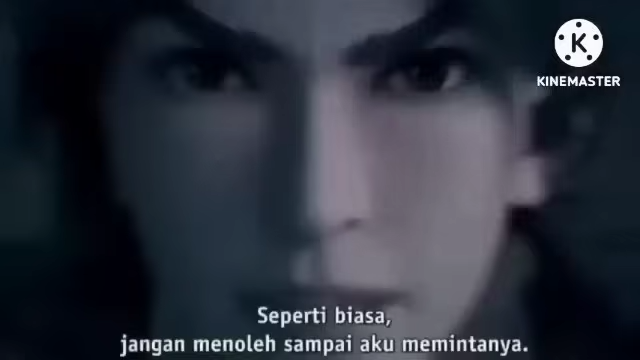 K
KINEMASTER
Seperti biasa,
jangan menoleh sampai aku memintanya.